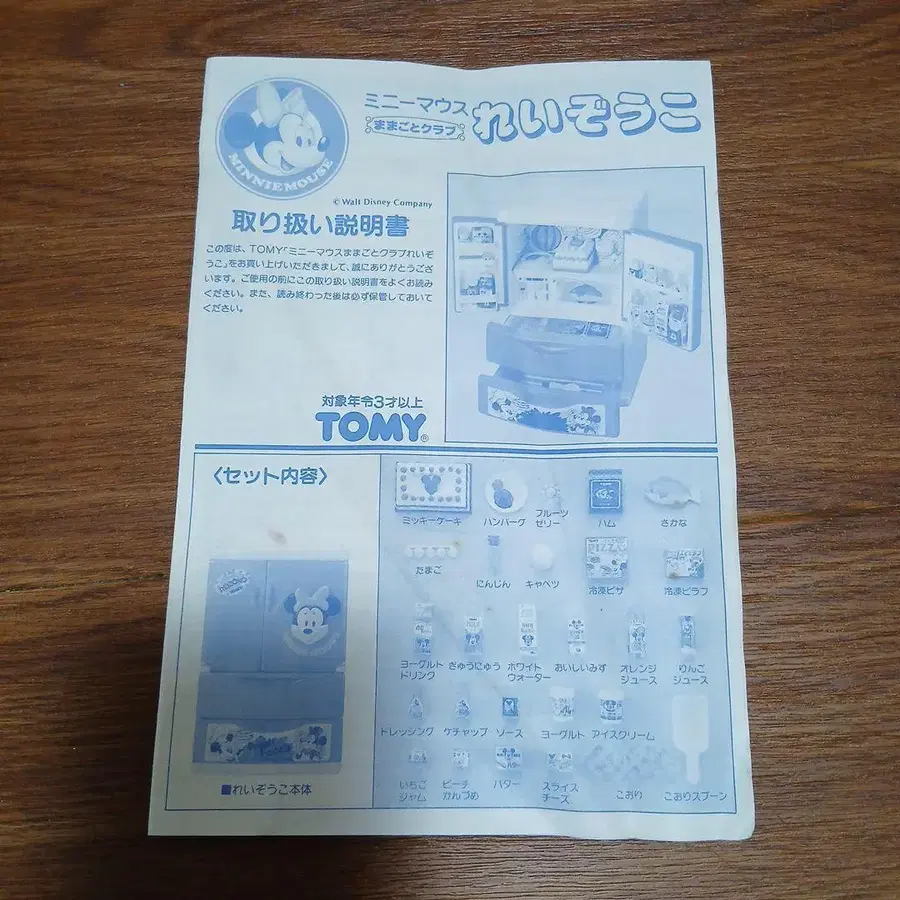 ミニーマウス
ままごとクラブ
れいぞうこ
MINNIE MOUSE
© Walt Disney Company
取り扱い説明書
この度は、TOMY「ミニーマウスままごとクラブれいぞ
うこ」をお買い上げいただきまして、誠にありがとうござ
います。ご使用の前にこの取り扱い説明書をよくお読み
ください。また、読み終わった後は必ず保管しておいて
ください。
対象年令3才以上
TOMY®
〈セット内容〉
■れいぞうこ本体
ミッキーケーキ
ハンバーグ
フルーツ
ゼリー
ハム
さかな
たまご
にんじん
キャベツ
冷凍ピザ
冷凍ピラフ
ヨーグルト
ドリンク
ぎゅうにゅう
ホワイト
ウォーター
おいしいみず
オレンジ
ジュース
りんご
ジュース
ドレッシング
ケチャップ
ソース
ヨーグルト
アイスクリーム
いちご
ジャム
ピーチ
かんづめ
バター
スライス
チーズ
こおり
こおりスプーン
PIZZA